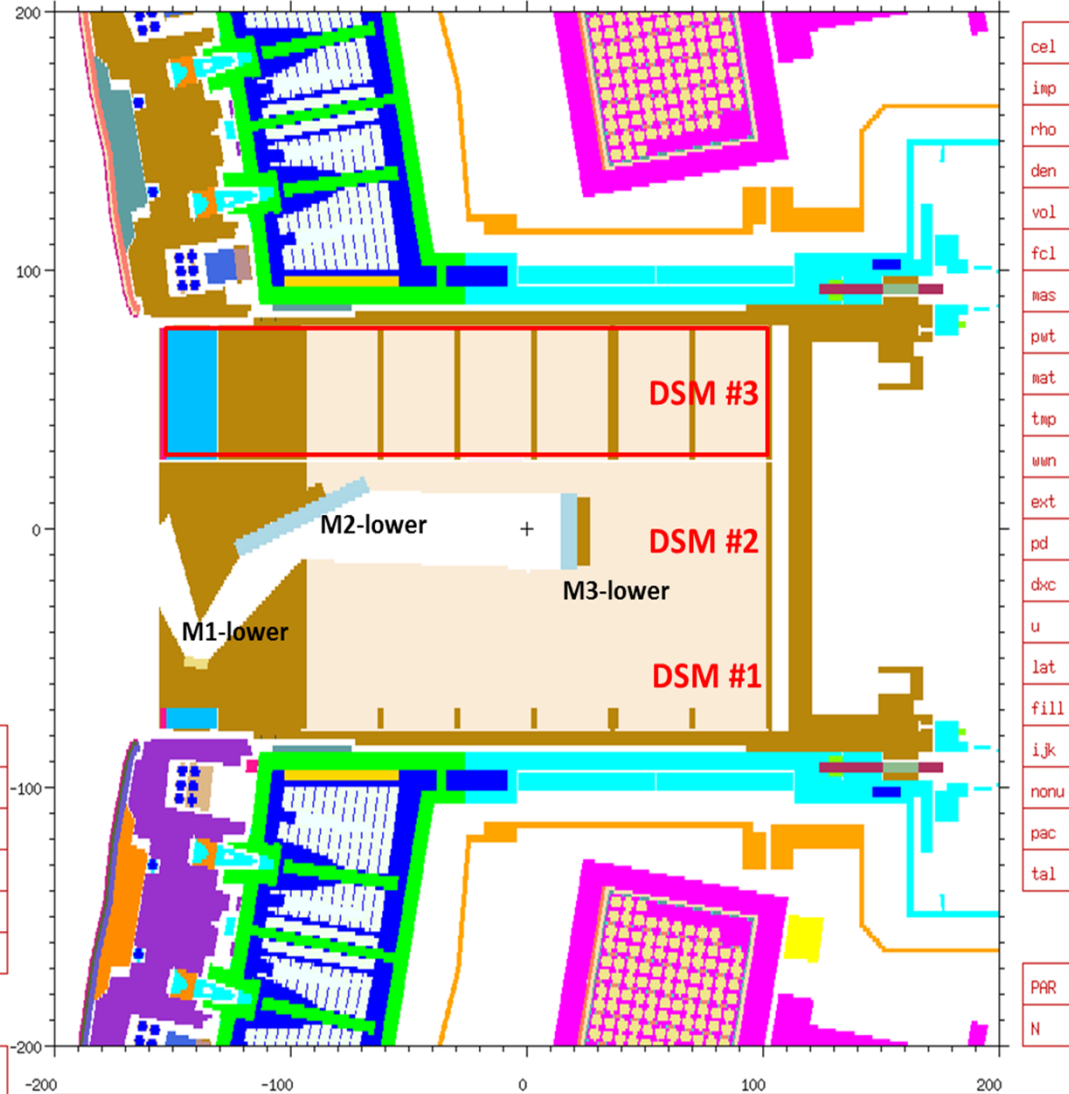 200
100
0
-100
-200
-200
-100
0
100
200
DSM #3
M2-lower
DSM #2
M3-lower
M1-lower
DSM #1
cel
imp
rho
den
vol
fcl
mas
pwt
mat
tmp
wwn
ext
pd
dxc
u
lat
fill
ijk
nonu
pac
tal
PAR
N